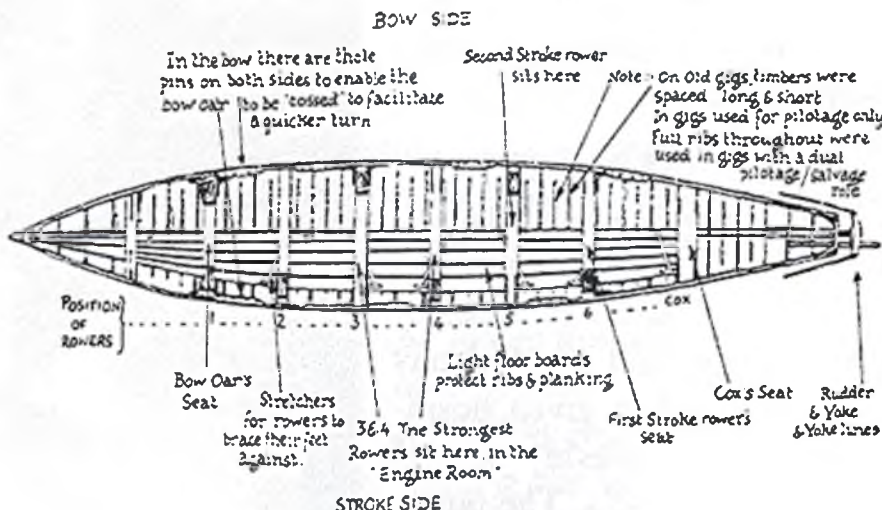 BOW SIDE
In the bow there are thole
pins on both sides to enable the
bow oar to be "cossed" to facilitate
a quicker turn
Second Stroke rower
sits here
Note: On Old gigs timbers were
spaced long & short
In gigs used for pilotage only
Full ribs throughout were
used in gigs with a dual
pilotage/salvage
role
POSITION
OF
ROWERS
1 2 3 4 5 6 COX
Bow Oar's
Seat
Stretchers
for rowers to
brace their feet
against.
3&4 The Strongest
Rowers sit here, in the
"Engine Room"
Light floor boards
protect ribs & planking
First Stroke rower's
seat
Cox's Seat
Rudder
& Yoke
& Yoke lines
STROKE SIDE